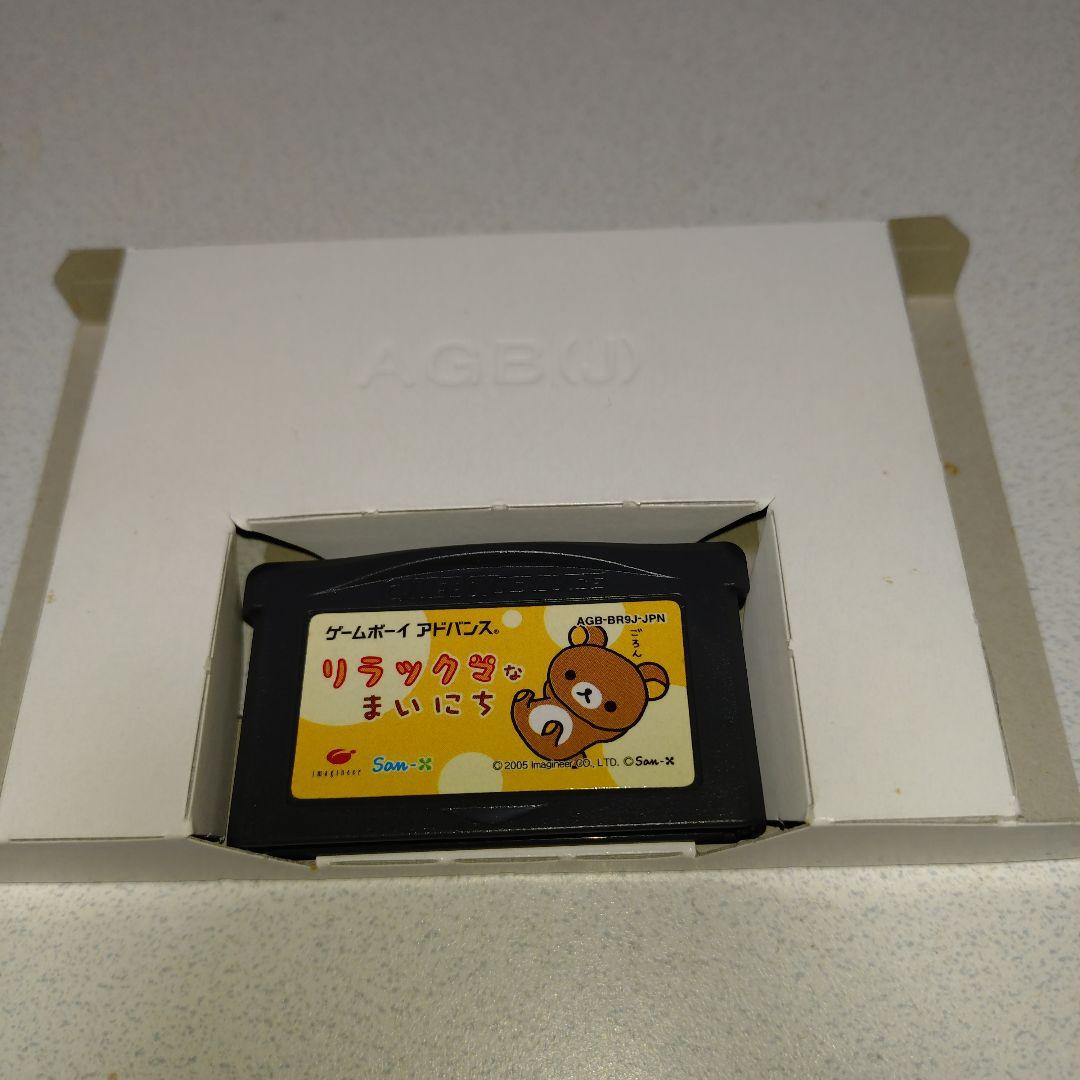 AGB(J)
AGB-BR9J-JPN
ゲームボーイ アドバンス®
ごろん
リラックマな
まいにち
imagineer
San-X
© 2005 Imagineer CO., LTD. © San-X